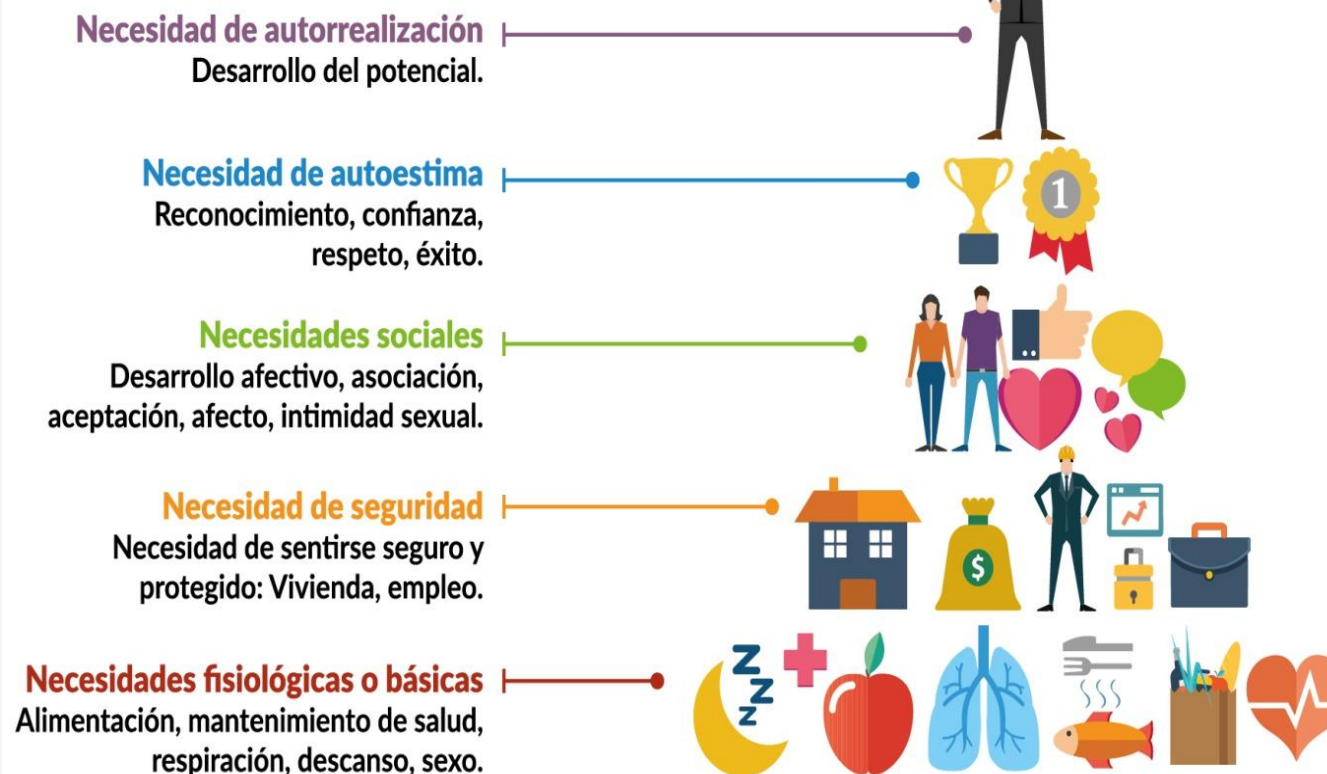 Necesidad de autorrealización
Desarrollo del potencial.
Necesidad de autoestima
Reconocimiento, confianza,
respeto, éxito.
1
Necesidades sociales
Desarrollo afectivo, asociación,
aceptación, afecto, intimidad sexual.
Necesidad de seguridad
Necesidad de sentirse seguro y
protegido: Vivienda, empleo.
$
Necesidades fisiológicas o básicas
Alimentación, mantenimiento de salud,
respiración, descanso, sexo.
Z
Z
Z